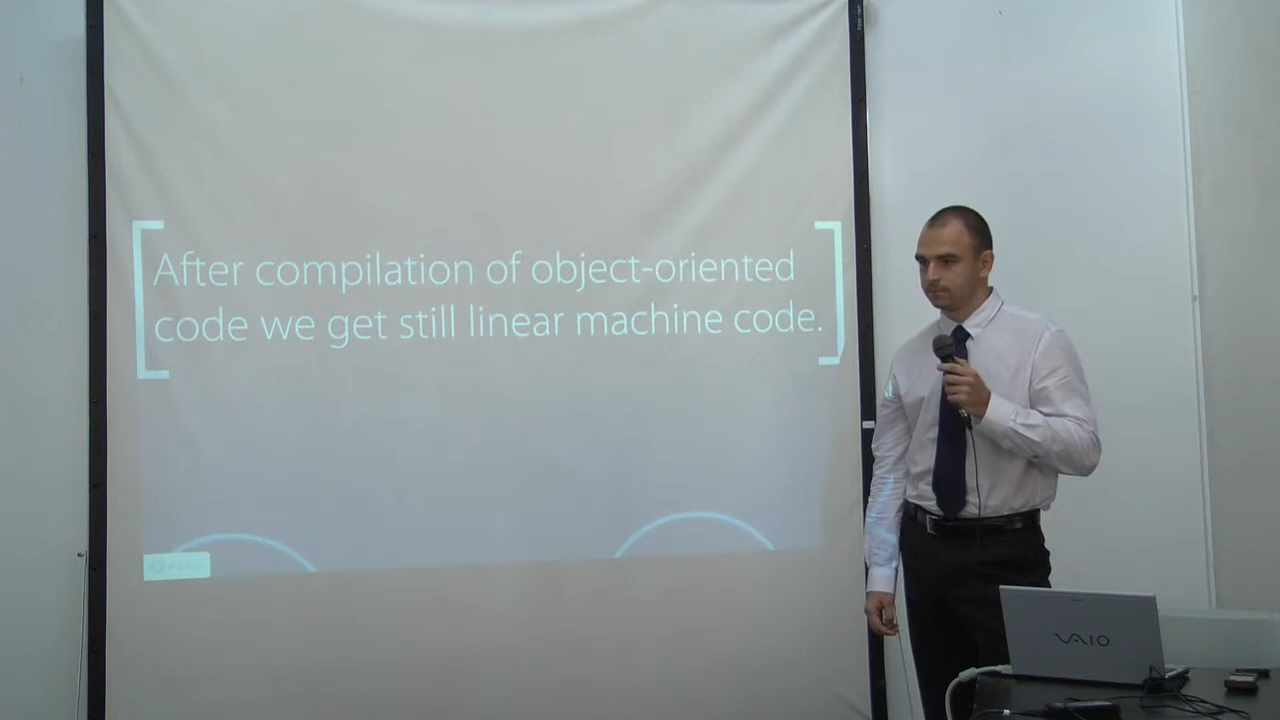 After compilation of object-oriented
code we get still linear machine code.
VAIO